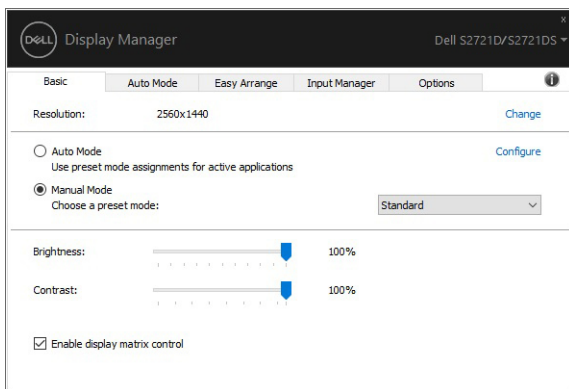 DELL Display Manager
x
Dell S2721D/S2721DS
Basic Auto Mode Easy Arrange Input Manager Options
Resolution: 2560x1440 Change
Auto Mode Configure
Use preset mode assignments for active applications
Manual Mode
Choose a preset mode: Standard
Brightness: 100%
Contrast: 100%
Enable display matrix control